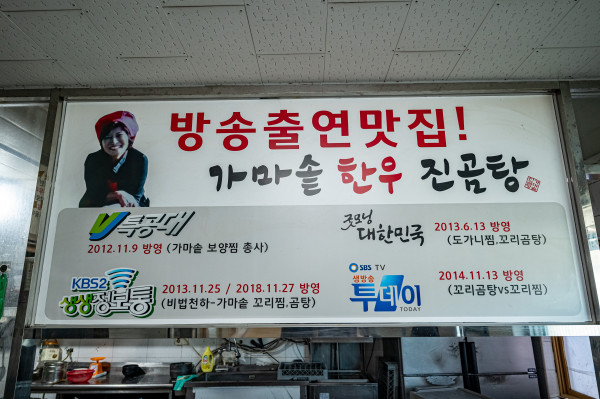 방송출연맛집!
가마솥 한우 진곰탕
V 특공대
2012.11.9 방영 (가마솥 보양찜 총사)
굿모닝 대한민국
2013.6.13 방영
(도가니찜.꼬리곰탕)
KBS2
생생정보통
2013.11.25 / 2018.11.27 방영
(비법천하-가마솥 꼬리찜.곰탕)
SBS TV
생방송
투데이
TODAY
2014.11.13 방영
(꼬리곰탕vs꼬리찜)